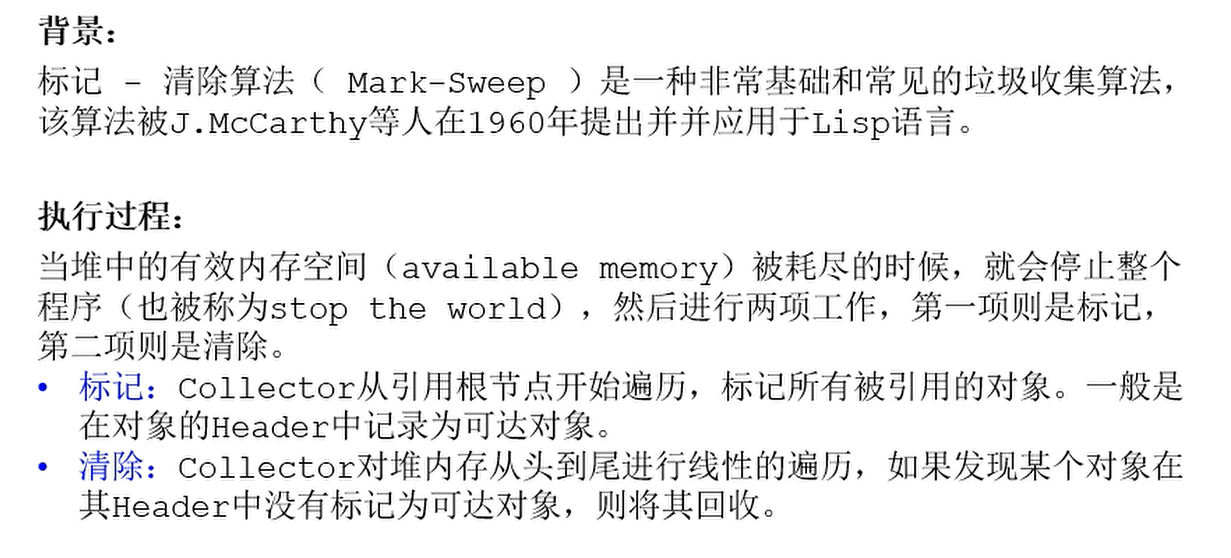 背景：
标记 - 清除算法（ Mark-Sweep ）是一种非常基础和常见的垃圾收集算法，
该算法被J.McCarthy等人在1960年提出并并应用于Lisp语言。
执行过程：
当堆中的有效内存空间（available memory）被耗尽的时候，就会停止整个
程序（也被称为stop the world），然后进行两项工作，第一项则是标记，
第二项则是清除。
• 标记：Collector从引用根节点开始遍历，标记所有被引用的对象。一般是
在对象的Header中记录为可达对象。
• 清除：Collector对堆内存从头到尾进行线性的遍历，如果发现某个对象在
其Header中没有标记为可达对象，则将其回收。